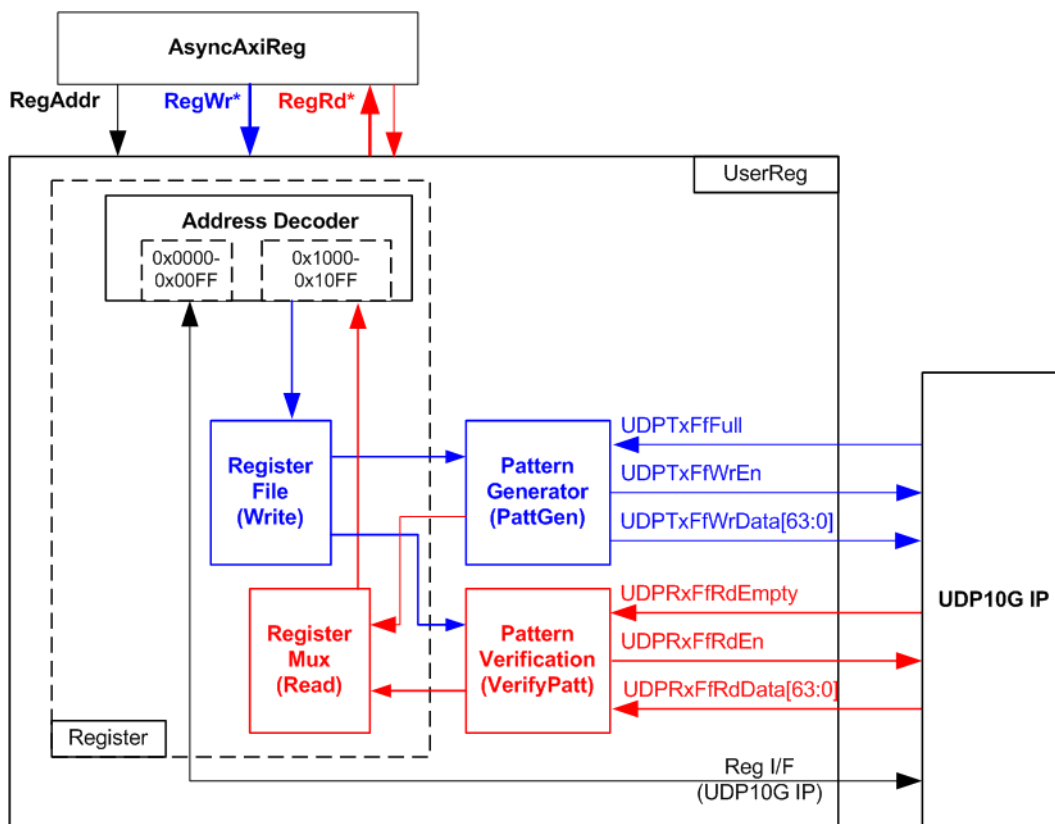 AsyncAxiReg
RegAddr
RegWr*
RegRd*
UserReg
Address Decoder
0x0000-
0x00FF
0x1000-
0x10FF
Register
File
(Write)
Pattern
Generator
(PattGen)
UDPTxFfFull
UDPTxFfWrEn
UDPTxFfWrData[63:0]
Register
Mux
(Read)
Pattern
Verification
(VerifyPatt)
UDPRxFfRdEmpty
UDPRxFfRdEn
UDPRxFfRdData[63:0]
UDP10G IP
Register
Reg I/F
(UDP10G IP)